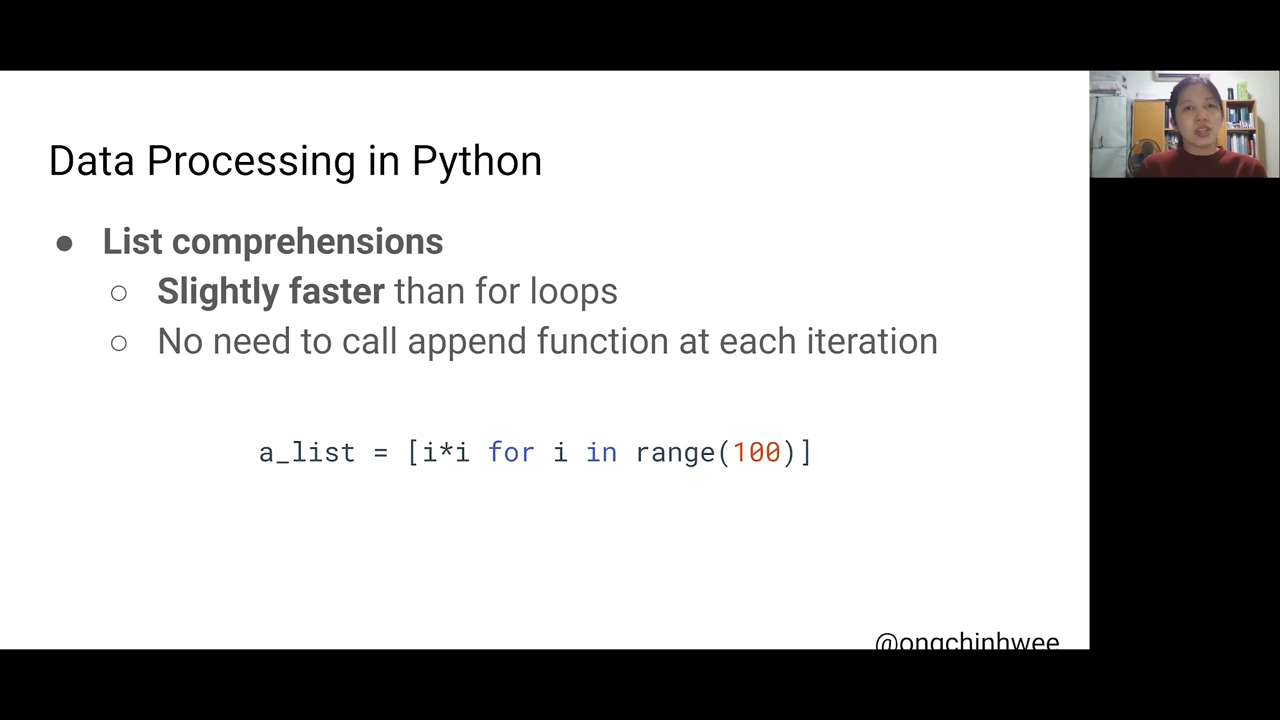 Data Processing in Python
● List comprehensions
○ Slightly faster than for loops
○ No need to call append function at each iteration
a_list = [i*i for i in range(100)]
@ongchinhwee